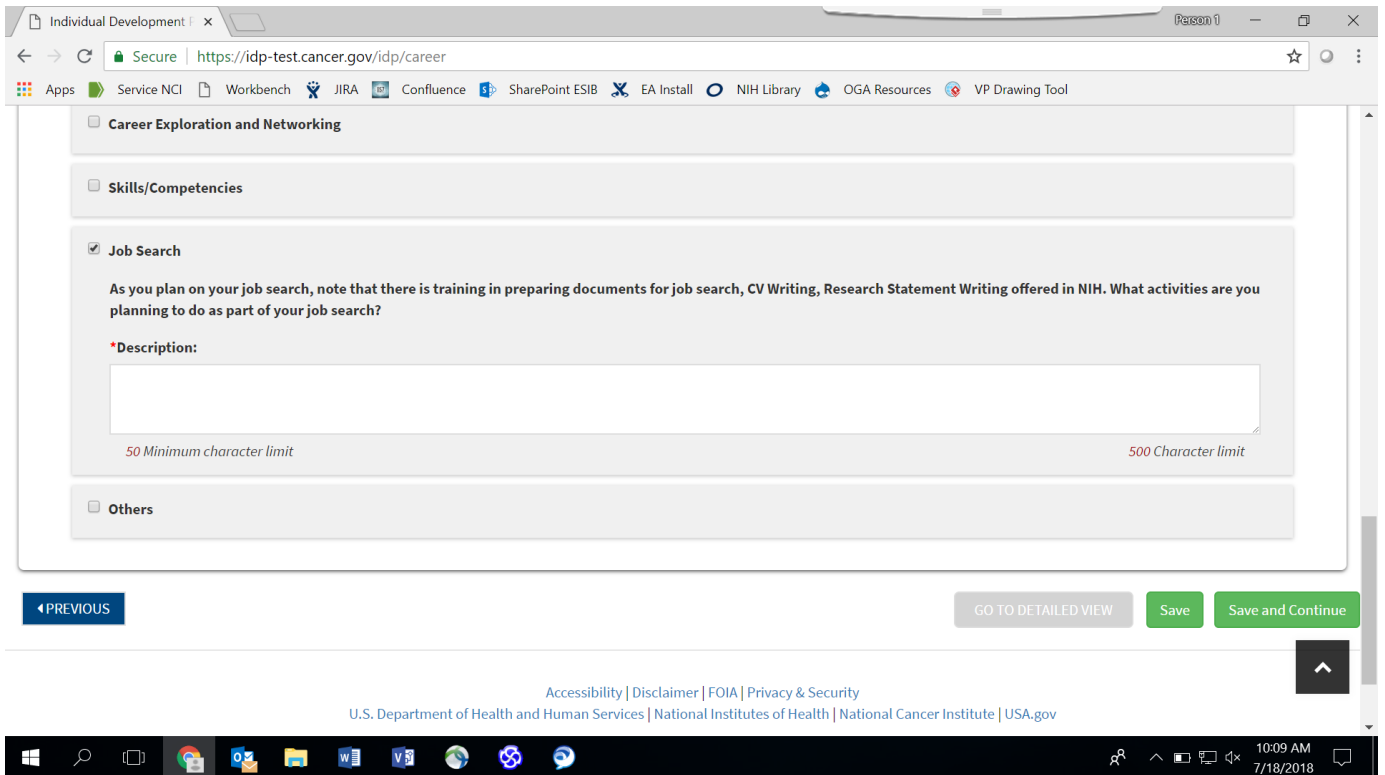 Individual Development P
Person 1
Secure | https://idp-test.cancer.gov/idp/career
Apps Service NCI Workbench JIRA Confluence SharePoint ESIB EA Install NIH Library OGA Resources VP Drawing Tool
Career Exploration and Networking
Skills/Competencies
Job Search
As you plan on your job search, note that there is training in preparing documents for job search, CV Writing, Research Statement Writing offered in NIH. What activities are you
planning to do as part of your job search?
*Description:
50 Minimum character limit 500 Character limit
Others
PREVIOUS GO TO DETAILED VIEW Save Save and Continue
Accessibility | Disclaimer | FOIA | Privacy & Security
U.S. Department of Health and Human Services | National Institutes of Health | National Cancer Institute | USA.gov
10:09 AM
7/18/2018